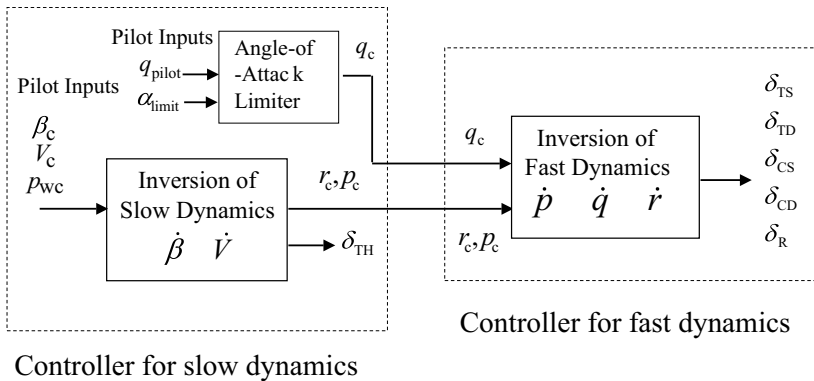 Pilot Inputs
q_pilot
α_limit
Angle-of
-Attack
Limiter
q_c
Pilot Inputs
β_c
V_c
p_wc
Inversion of
Slow Dynamics
β̇ V̇
r_c, p_c
δ_TH
q_c
r_c, p_c
Inversion of
Fast Dynamics
ṗ q̇ ṙ
δ_TS
δ_TD
δ_CS
δ_CD
δ_R
Controller for fast dynamics
Controller for slow dynamics